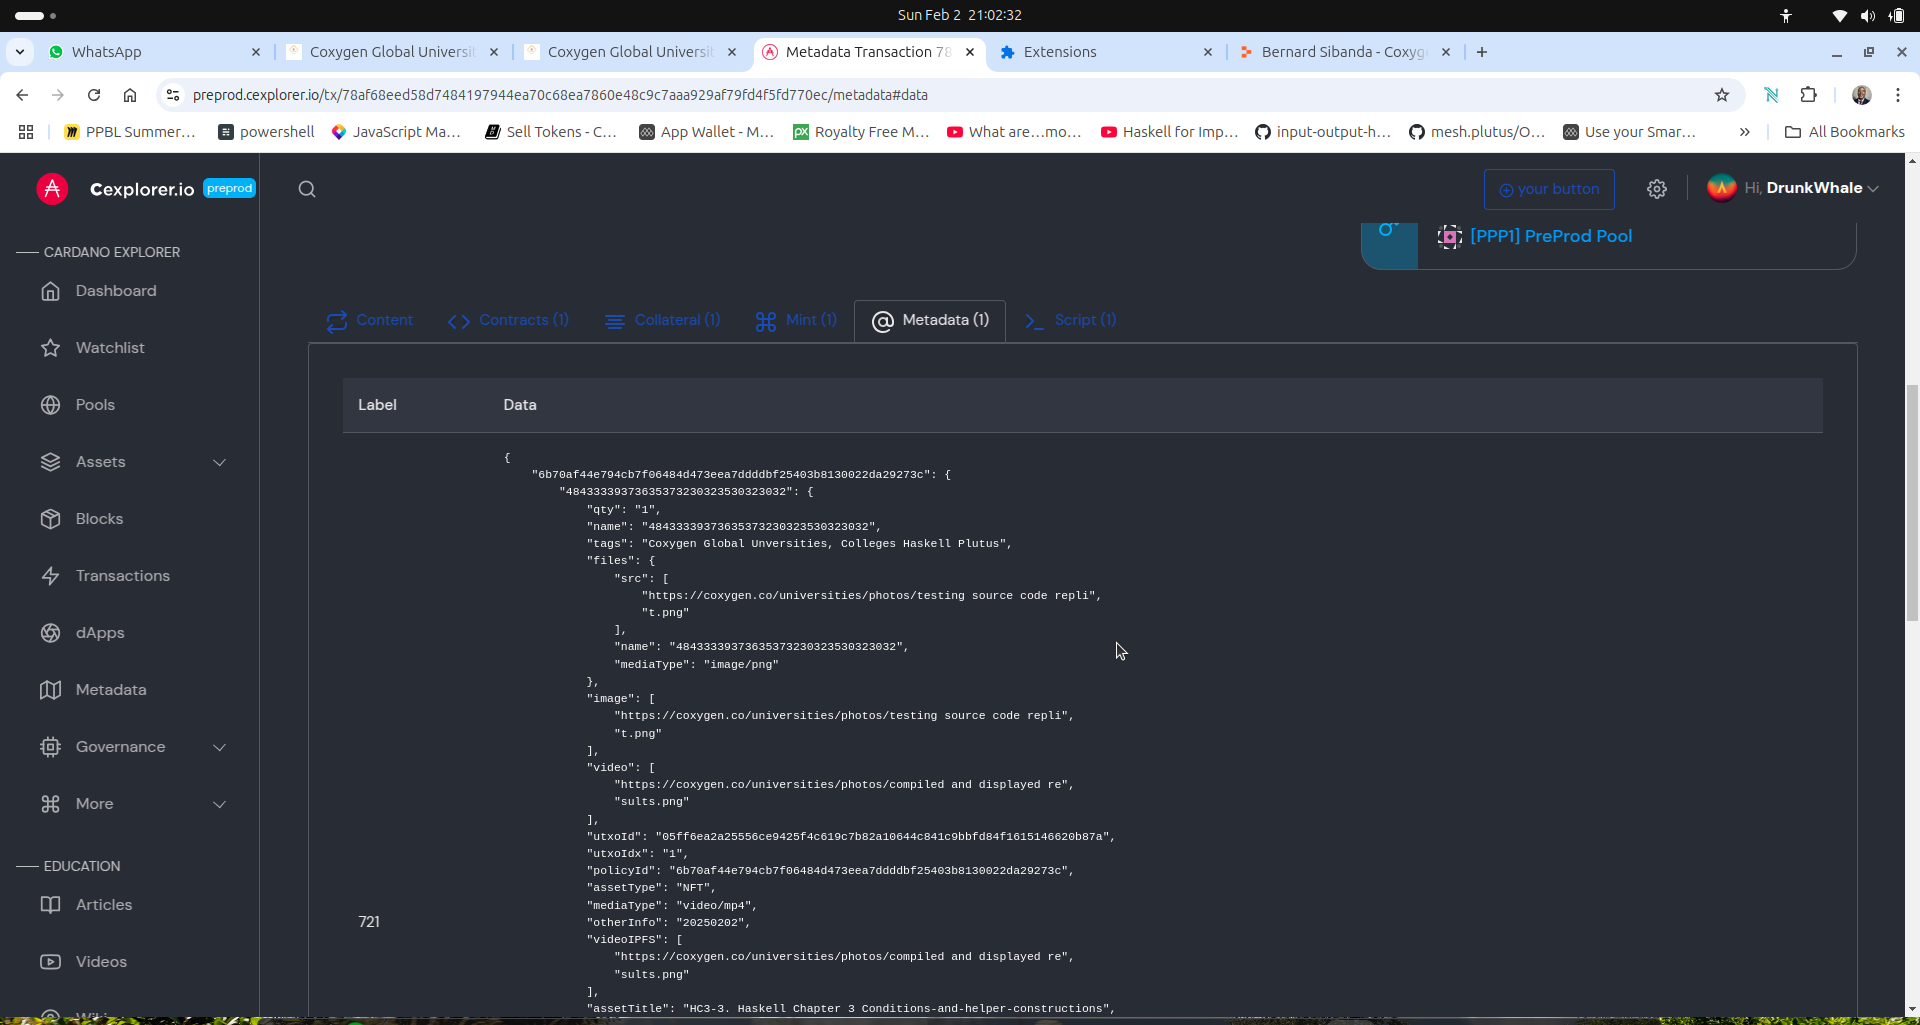 Sun Feb 2 21:02:32
WhatsApp
Coxygen Global Universit
Coxygen Global Universit
Metadata Transaction 78
Extensions
Bernard Sibanda - Coxyg
preprod.cexplorer.io/tx/78af68eed58d7484197944ea70c68ea7860e48c9c7aaa929af79fd4f5fd770ec/metadata#data
PPBL Summer…
powershell
JavaScript Ma…
Sell Tokens - C…
App Wallet - M…
Royalty Free M…
What are…mo…
Haskell for Imp…
input-output-h…
mesh.plutus/O…
Use your Smar…
All Bookmarks
Cexplorer.io preprod
your button
Hi, DrunkWhale
[PPP1] PreProd Pool
CARDANO EXPLORER
Dashboard
Watchlist
Pools
Assets
Blocks
Transactions
dApps
Metadata
Governance
More
EDUCATION
Articles
Videos
Content
Contracts (1)
Collateral (1)
Mint (1)
Metadata (1)
Script (1)
Label Data
721
{
"6b70af44e794cb7f06484d473eea7ddddbf25403b8130022da29273c": {
"48433339373635373230323530323032": {
"qty": "1",
"name": "48433339373635373230323530323032",
"tags": "Coxygen Global Unversities, Colleges Haskell Plutus",
"files": {
"src": [
"https://coxygen.co/universities/photos/testing source code repli",
"t.png"
],
"name": "48433339373635373230323530323032",
"mediaType": "image/png"
},
"image": [
"https://coxygen.co/universities/photos/testing source code repli",
"t.png"
],
"video": [
"https://coxygen.co/universities/photos/compiled and displayed re",
"sults.png"
],
"utxoId": "05ff6ea2a25556ce9425f4c619c7b82a10644c841c9bbfd84f1615146620b87a",
"utxoIdx": "1",
"policyId": "6b70af44e794cb7f06484d473eea7ddddbf25403b8130022da29273c",
"assetType": "NFT",
"mediaType": "video/mp4",
"otherInfo": "20250202",
"videoIPFS": [
"https://coxygen.co/universities/photos/compiled and displayed re",
"sults.png"
],
"assetTitle": "HC3-3. Haskell Chapter 3 Conditions-and-helper-constructions",